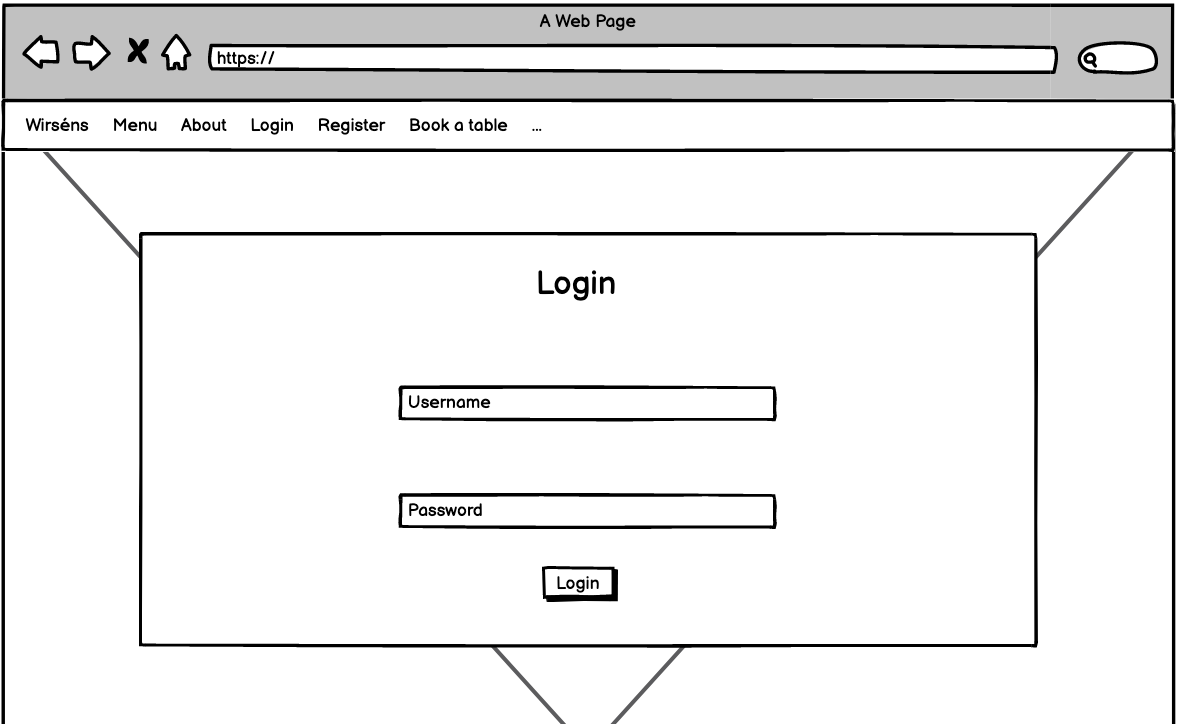 A Web Page
https://
Wirséns Menu About Login Register Book a table ...
Login
Username
Password
Login